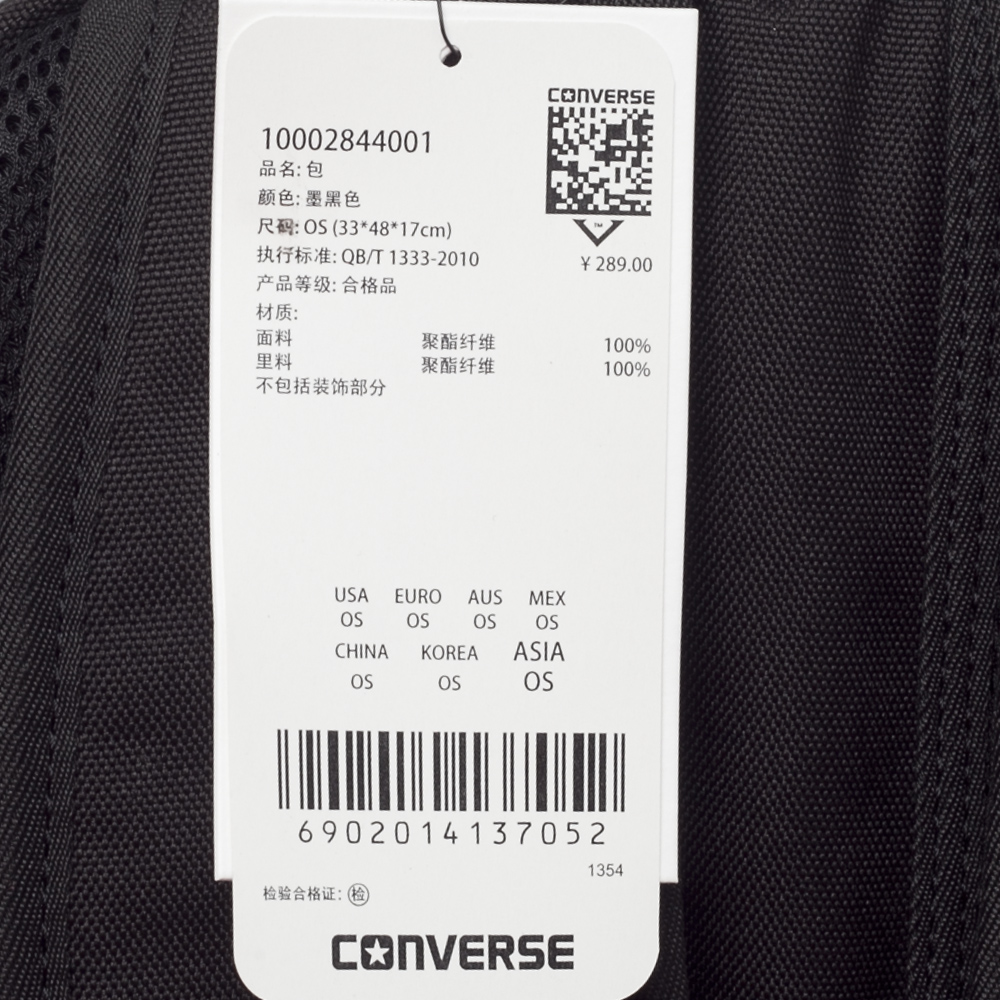 CONVERSE
10002844001
品名: 包
颜色: 墨黑色
尺码: OS (33*48*17cm)
TM
执行标准: QB/T 1333-2010
¥ 289.00
产品等级: 合格品
材质:
面料 聚酯纤维 100%
里料 聚酯纤维 100%
不包括装饰部分
USA EURO AUS MEX
OS OS OS OS
CHINA KOREA ASIA
OS OS OS
6902014137052
1354
检验合格证: 检
CONVERSE